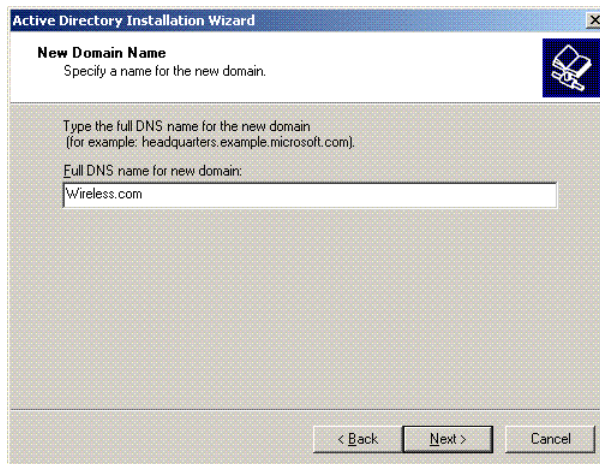 Active Directory Installation Wizard
New Domain Name
Specify a name for the new domain.
Type the full DNS name for the new domain
(for example: headquarters.example.microsoft.com).
Full DNS name for new domain:
Wireless.com
< Back Next > Cancel